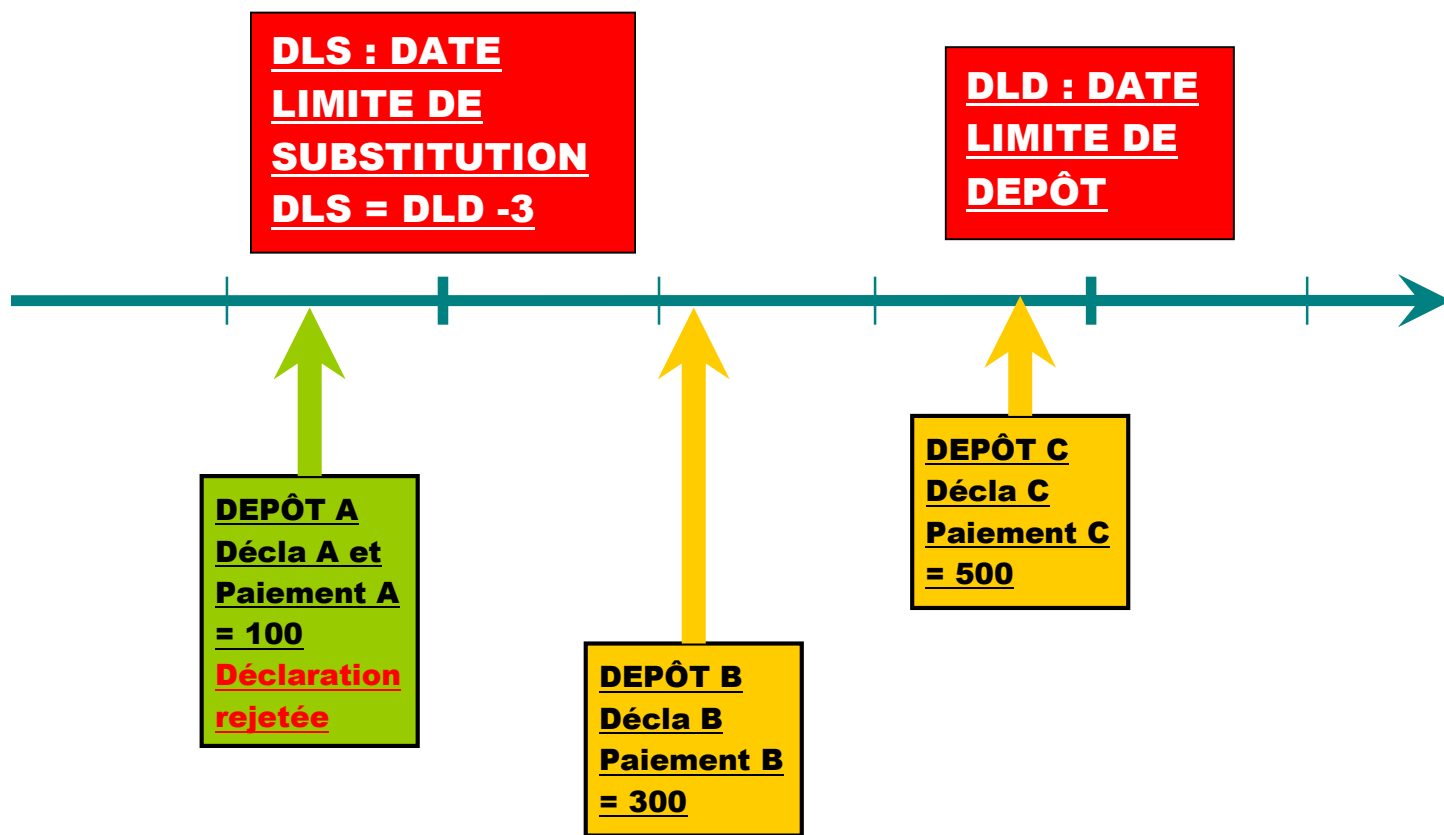 DLS : DATE
LIMITE DE
SUBSTITUTION
DLS = DLD -3
DLD : DATE
LIMITE DE
DEPÔT
DEPÔT A
Décla A et
Paiement A
= 100
Déclaration
rejetée
DEPÔT B
Décla B
Paiement B
= 300
DEPÔT C
Décla C
Paiement C
= 500